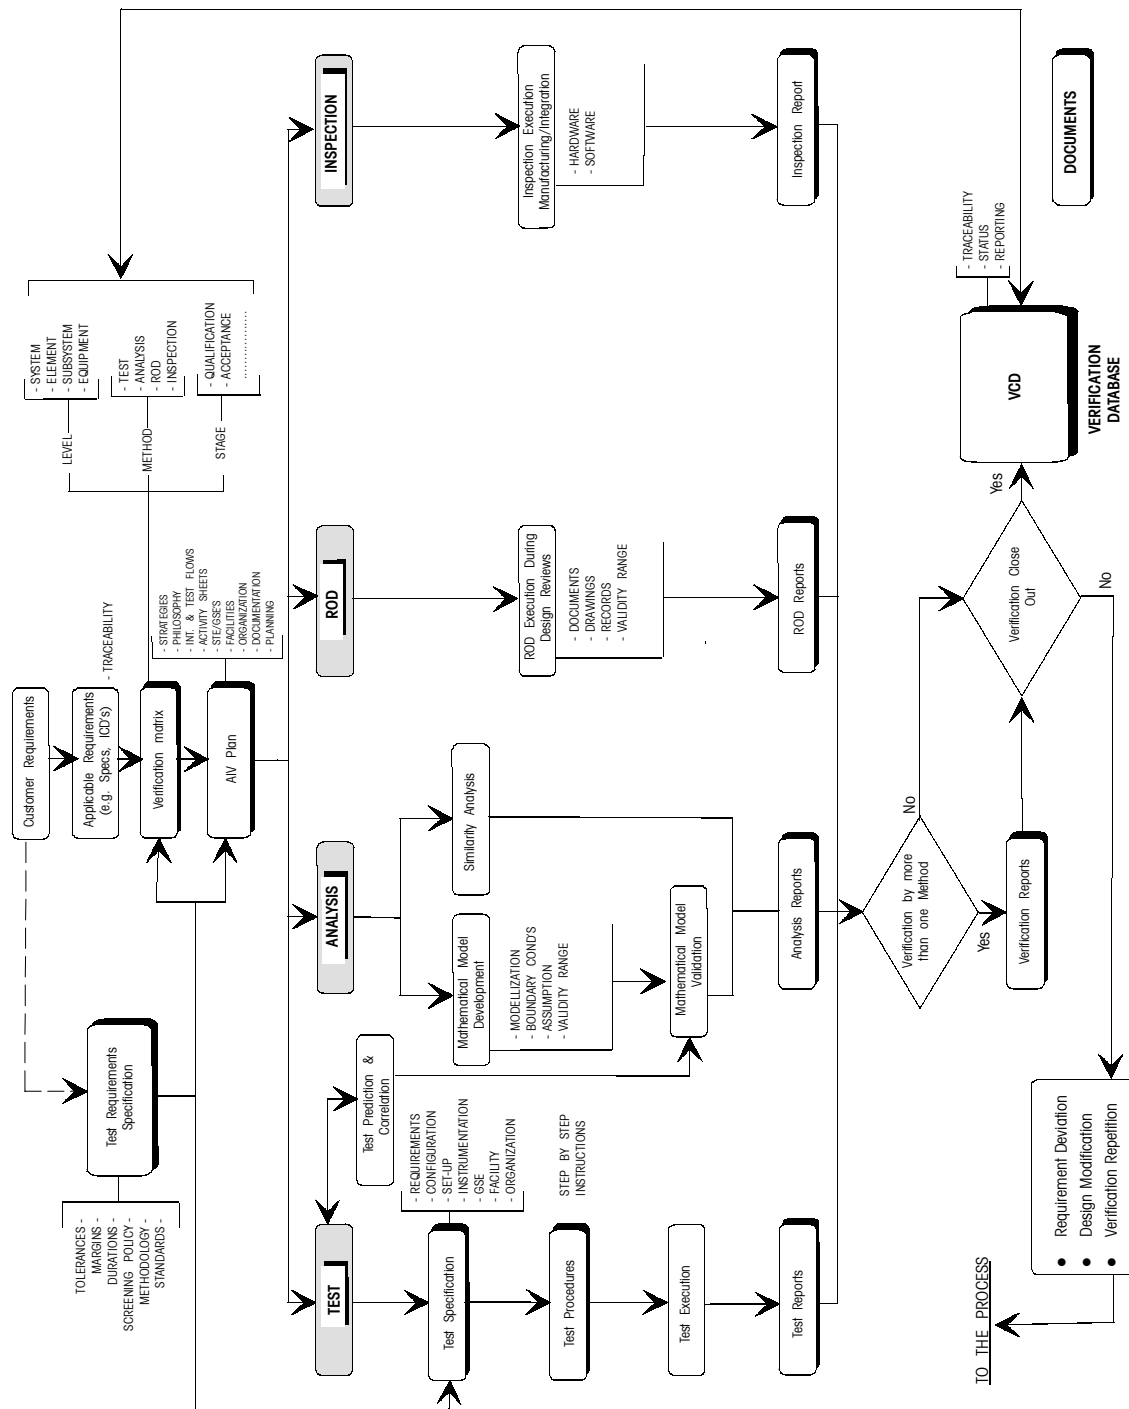 Customer Requirements
Applicable Requirements
(e.g. Specs, ICD's)
- TRACEABILITY
Verification matrix
AIV Plan
LEVEL
- SYSTEM
- ELEMENT
- SUBSYSTEM
- EQUIPMENT
METHOD
- TEST
- ANALYSIS
- ROD
- INSPECTION
STAGE
- QUALIFICATION
- ACCEPTANCE
...................
- STRATEGIES
- PHILOSOPHY
- INT. & TEST FLOWS
- ACTIVITY SHEETS
- STE/GSE'S
- FACILITIES
- ORGANIZATION
- DOCUMENTATION
- PLANNING
Test Requirements
Specification
TOLERANCES -
MARGINS -
DURATIONS -
SCREENING POLICY -
METHODOLOGY -
STANDARDS -
TEST
ANALYSIS
ROD
INSPECTION
Test Prediction &
Correlation
Test Specification
- REQUIREMENTS
- CONFIGURATION
- SET-UP
- INSTRUMENTATION
- GSE
- FACILITY
- ORGANIZATION
Test Procedures
STEP BY STEP
INSTRUCTIONS
Test Execution
Test Reports
Mathematical Model
Development
- MODELLIZATION
- BOUNDARY COND'S
- ASSUMPTION
- VALIDITY RANGE
Similarity Analysis
Mathematical Model
Validation
Analysis Reports
ROD Execution During
Design Reviews
- DOCUMENTS
- DRAWINGS
- RECORDS
- VALIDITY RANGE
ROD Reports
Inspection Execution
Manufacturing/Integration
- HARDWARE
- SOFTWARE
Inspection Report
Verification by more
than one Method
No
Yes
Verification Reports
Verification Close
Out
Yes
No
VCD
- TRACEABILITY
- STATUS
- REPORTING
VERIFICATION
DATABASE
DOCUMENTS
● Requirement Deviation
● Design Modification
● Verification Repetition
TO THE PROCESS